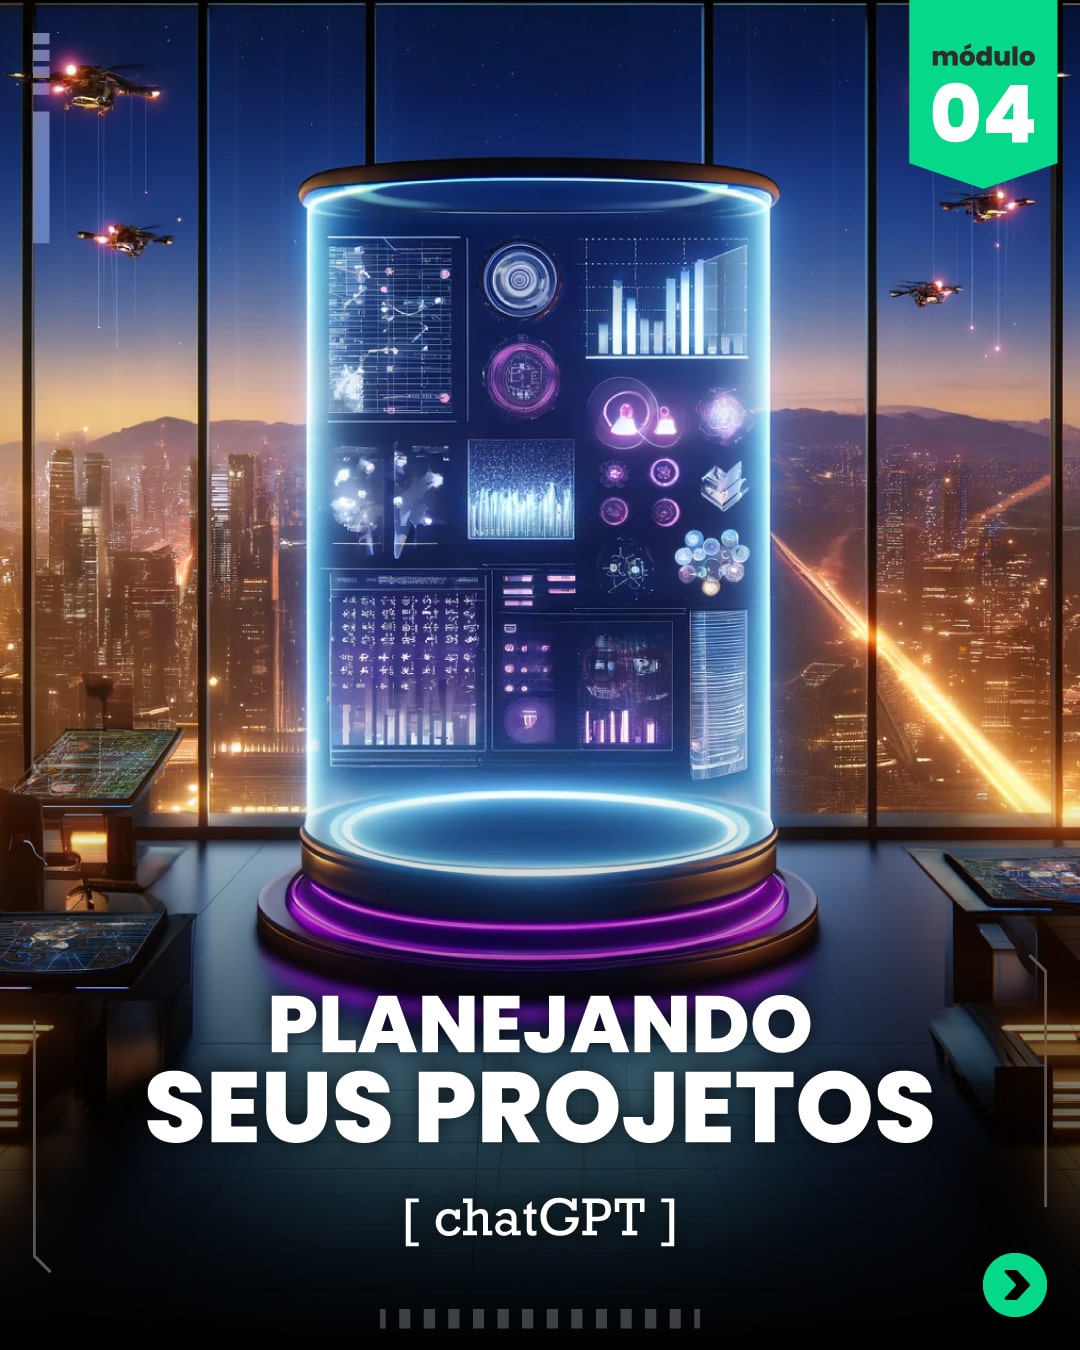 módulo
04
PLANEJANDO
SEUS PROJETOS
[ chatGPT ]